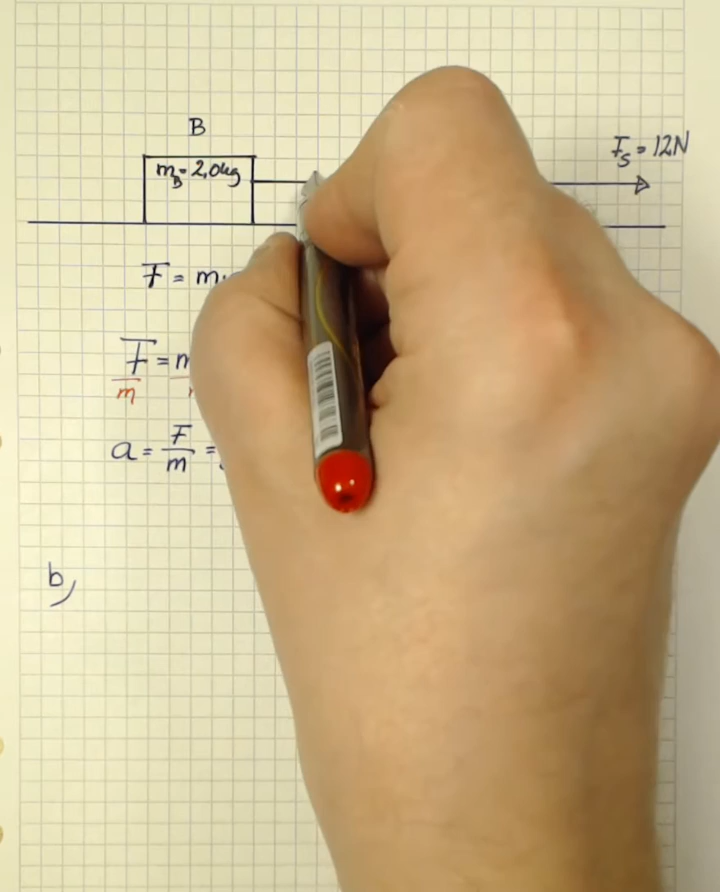 B
m_B = 2,0kg
F_S = 12N
F = m
F = m
m
a = F/m =
b)